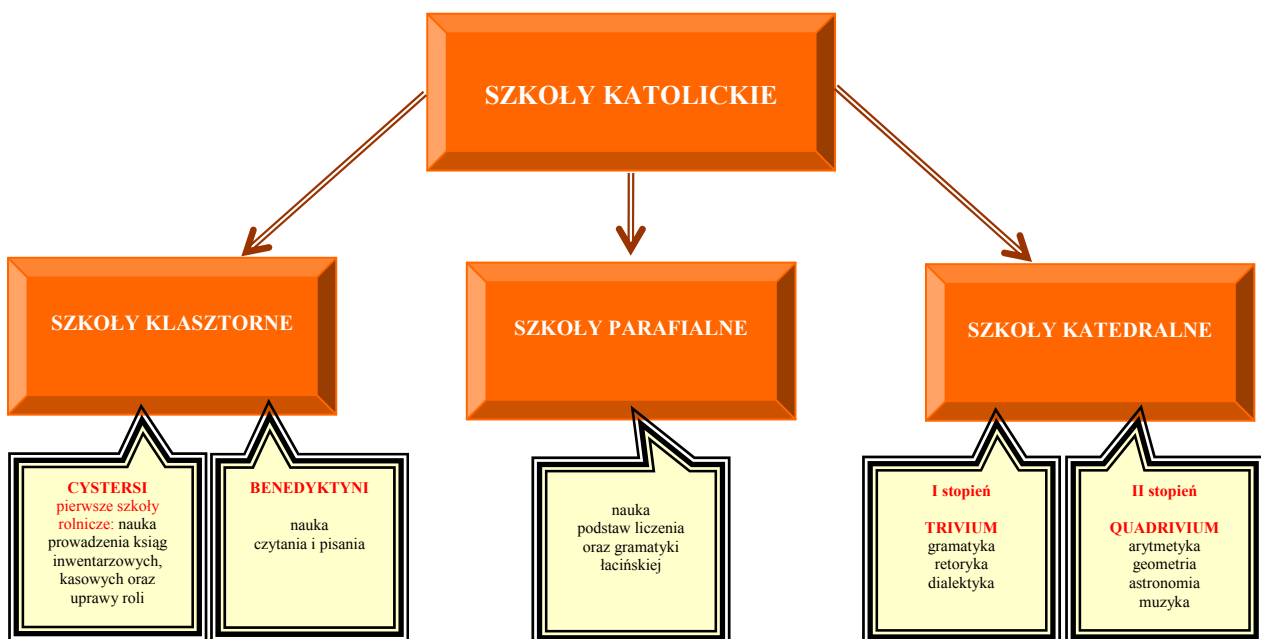 SZKOŁY KATOLICKIE
SZKOŁY KLASZTORNE
SZKOŁY PARAFIALNE
SZKOŁY KATEDRALNE
CYSTERSI
pierwsze szkoły
rolnicze: nauka
prowadzenia ksiąg
inwentarzowych,
kasowych oraz
uprawy roli
BENEDYKTYNI
nauka
czytania i pisania
nauka
podstaw liczenia
oraz gramatyki
łacińskiej
I stopień
TRIVIUM
gramatyka
retoryka
dialektyka
II stopień
QUADRIVIUM
arytmetyka
geometria
astronomia
muzyka